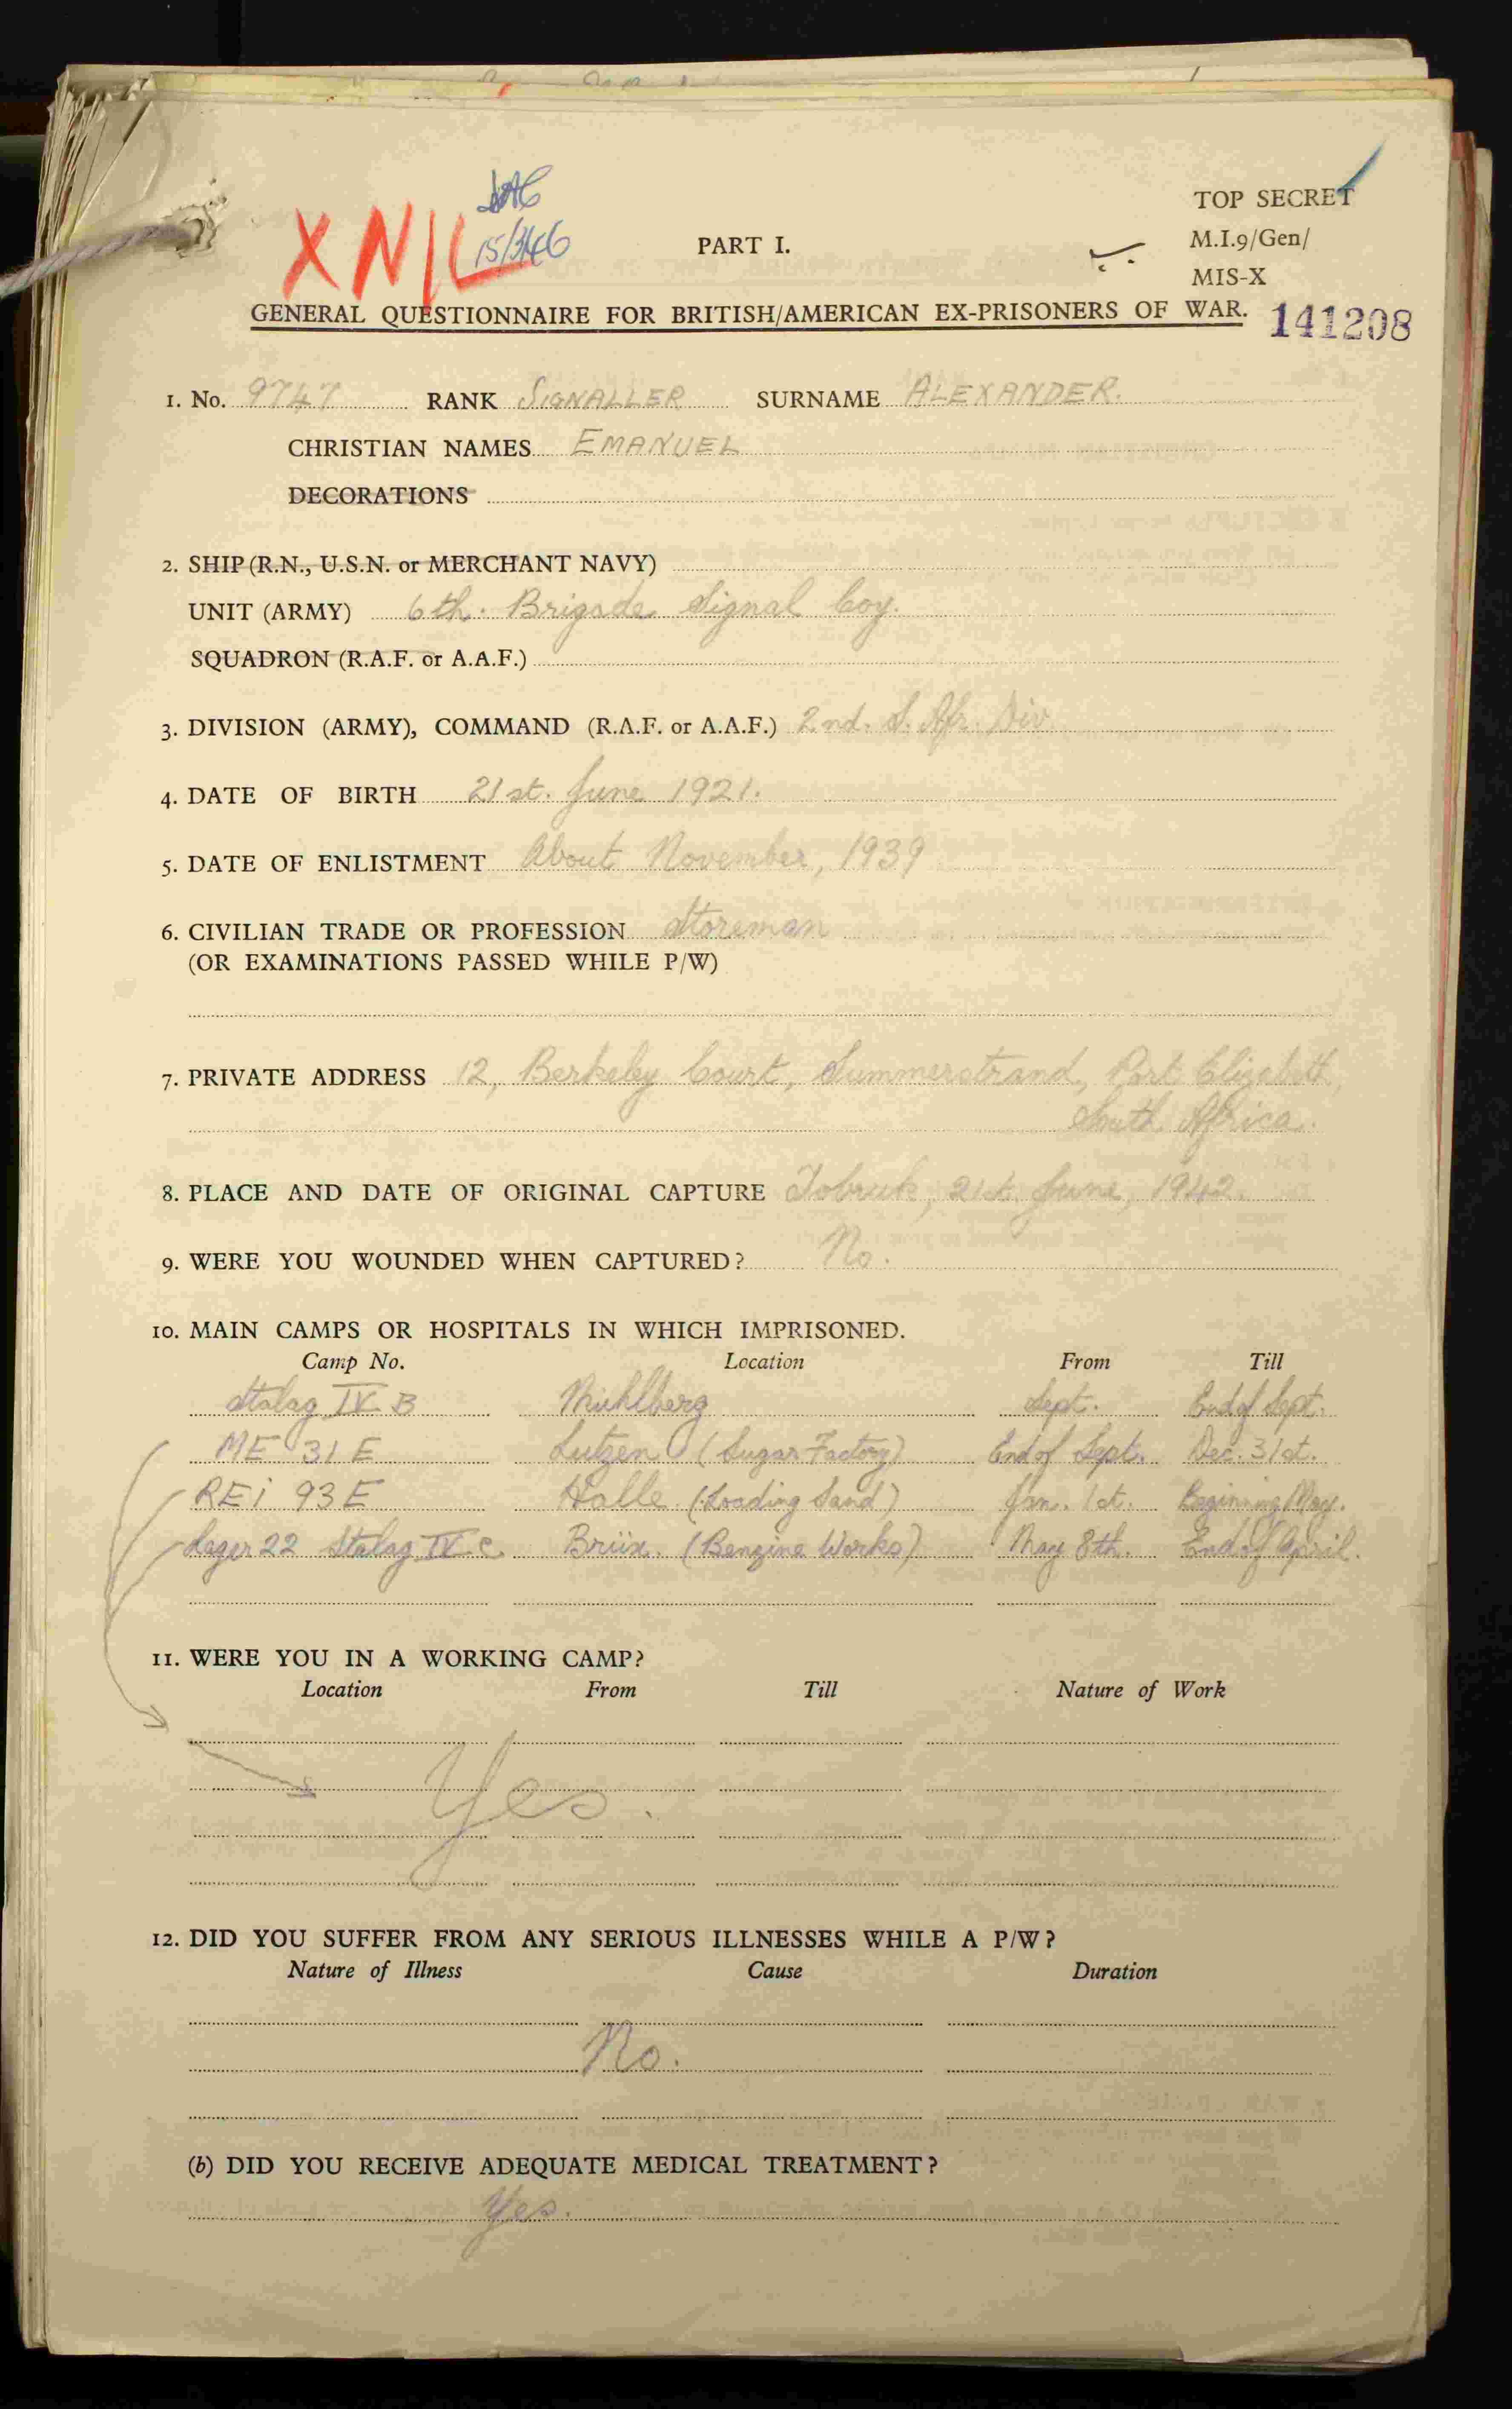 X NIL
15/3/46
TOP SECRET
PART I.
M.I.9/Gen/
MIS-X
GENERAL QUESTIONNAIRE FOR BRITISH/AMERICAN EX-PRISONERS OF WAR.
141208
1. No. 9747 RANK SIGNALLER SURNAME ALEXANDER.
CHRISTIAN NAMES EMANUEL
DECORATIONS
2. SHIP (R.N., U.S.N. or MERCHANT NAVY)
UNIT (ARMY) 6th. Brigade Signal Coy.
SQUADRON (R.A.F. or A.A.F.)
3. DIVISION (ARMY), COMMAND (R.A.F. or A.A.F.) 2nd. S. Afr. Div.
4. DATE OF BIRTH 21st. June 1921.
5. DATE OF ENLISTMENT About November, 1939
6. CIVILIAN TRADE OR PROFESSION Storeman
(OR EXAMINATIONS PASSED WHILE P/W)
7. PRIVATE ADDRESS 12, Berkeley Court, Summerstrand, Port Elizabeth,
South Africa.
8. PLACE AND DATE OF ORIGINAL CAPTURE Tobruk, 21st June, 1942.
9. WERE YOU WOUNDED WHEN CAPTURED? No.
10. MAIN CAMPS OR HOSPITALS IN WHICH IMPRISONED.
Camp No. Location From Till
Stalag IV B Mühlberg Sept. End of Sept.
ME 31 E Lutzen (Sugar Factory) End of Sept. Dec. 31st.
REi 93 E Halle (Loading Sand) Jan. 1st. Beginning May.
Lager 22 Stalag IV C. Brüx. (Benzine Works) May 8th. End of April.
11. WERE YOU IN A WORKING CAMP?
Location From Till Nature of Work
Yes.
12. DID YOU SUFFER FROM ANY SERIOUS ILLNESSES WHILE A P/W?
Nature of Illness Cause Duration
No.
(b) DID YOU RECEIVE ADEQUATE MEDICAL TREATMENT?
Yes.